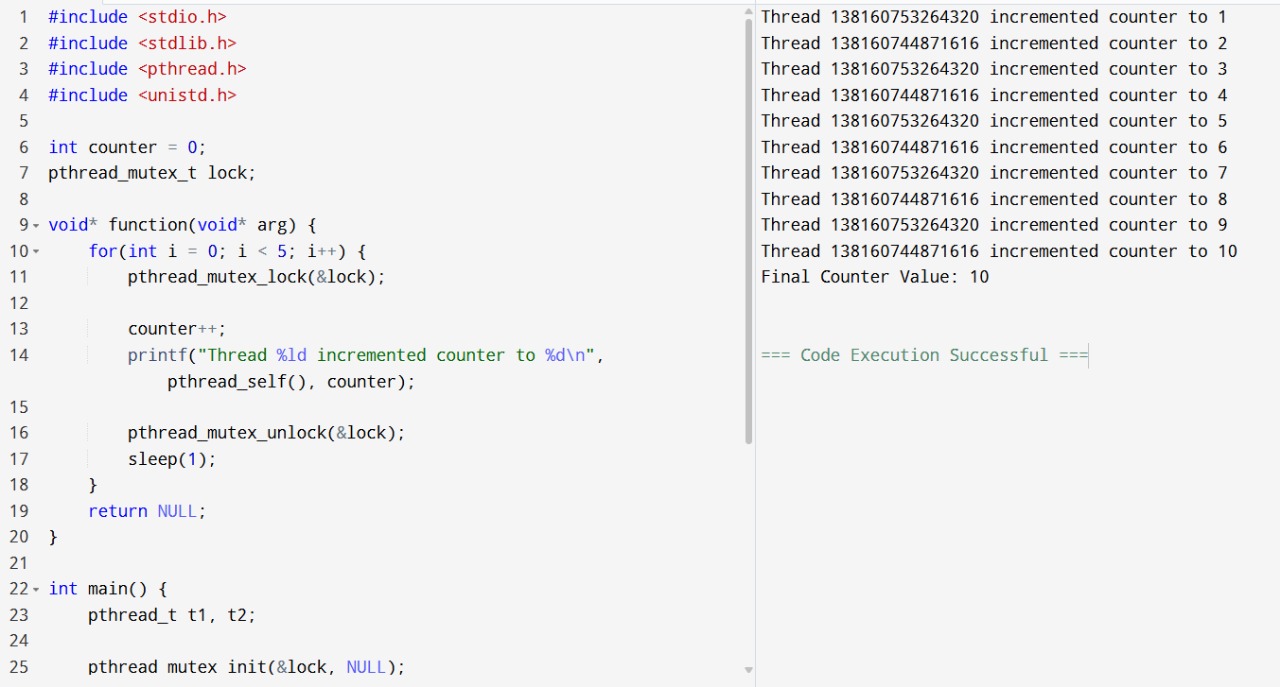 1 #include <stdio.h>
2 #include <stdlib.h>
3 #include <pthread.h>
4 #include <unistd.h>
5
6 int counter = 0;
7 pthread_mutex_t lock;
8
9 void* function(void* arg) {
10     for(int i = 0; i < 5; i++) {
11         pthread_mutex_lock(&lock);
12
13         counter++;
14         printf("Thread %ld incremented counter to %d\n",
            pthread_self(), counter);
15
16         pthread_mutex_unlock(&lock);
17         sleep(1);
18     }
19     return NULL;
20 }
21
22 int main() {
23     pthread_t t1, t2;
24
25     pthread_mutex_init(&lock, NULL);
Thread 138160753264320 incremented counter to 1
Thread 138160744871616 incremented counter to 2
Thread 138160753264320 incremented counter to 3
Thread 138160744871616 incremented counter to 4
Thread 138160753264320 incremented counter to 5
Thread 138160744871616 incremented counter to 6
Thread 138160753264320 incremented counter to 7
Thread 138160744871616 incremented counter to 8
Thread 138160753264320 incremented counter to 9
Thread 138160744871616 incremented counter to 10
Final Counter Value: 10
=== Code Execution Successful ===